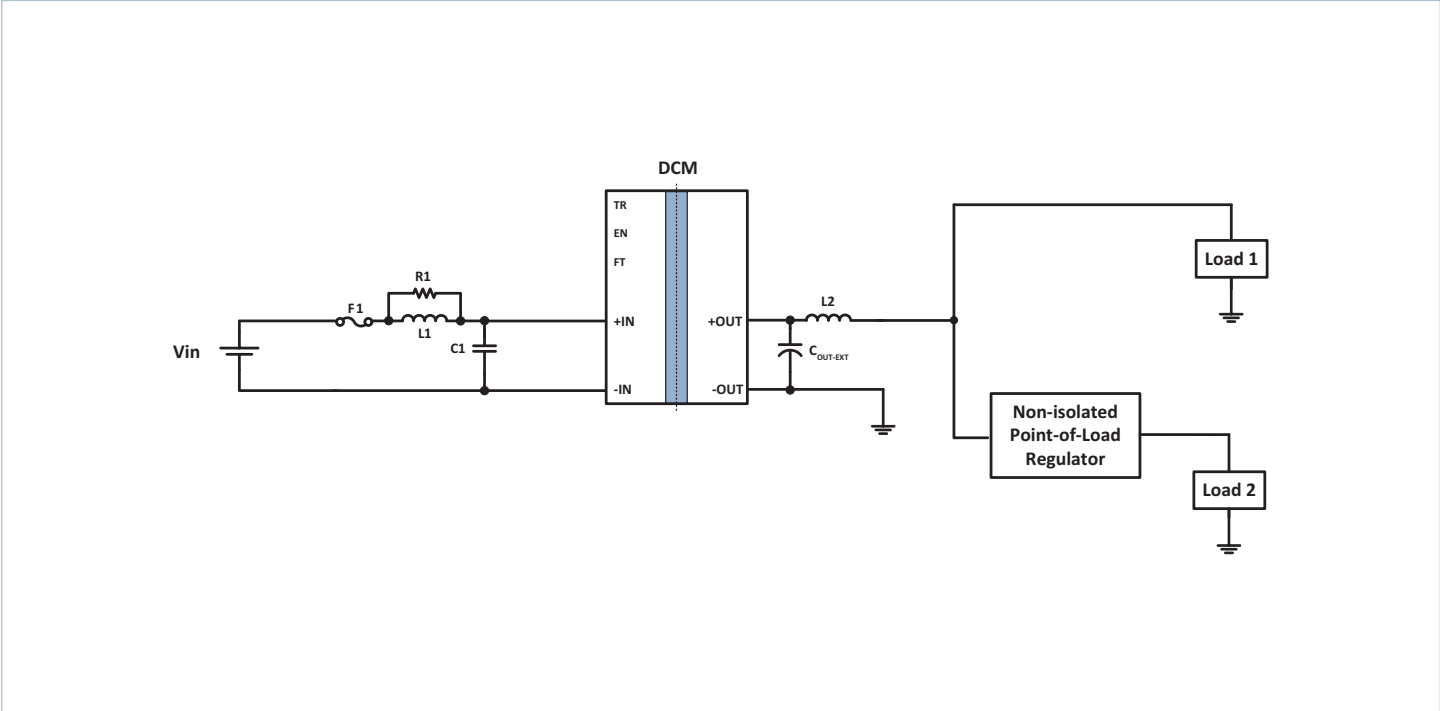 DCM
TR
EN
FT
+IN
-IN
+OUT
-OUT
Vin
F1
R1
L1
C1
L2
COUT-EXT
Load 1
Non-isolated
Point-of-Load
Regulator
Load 2